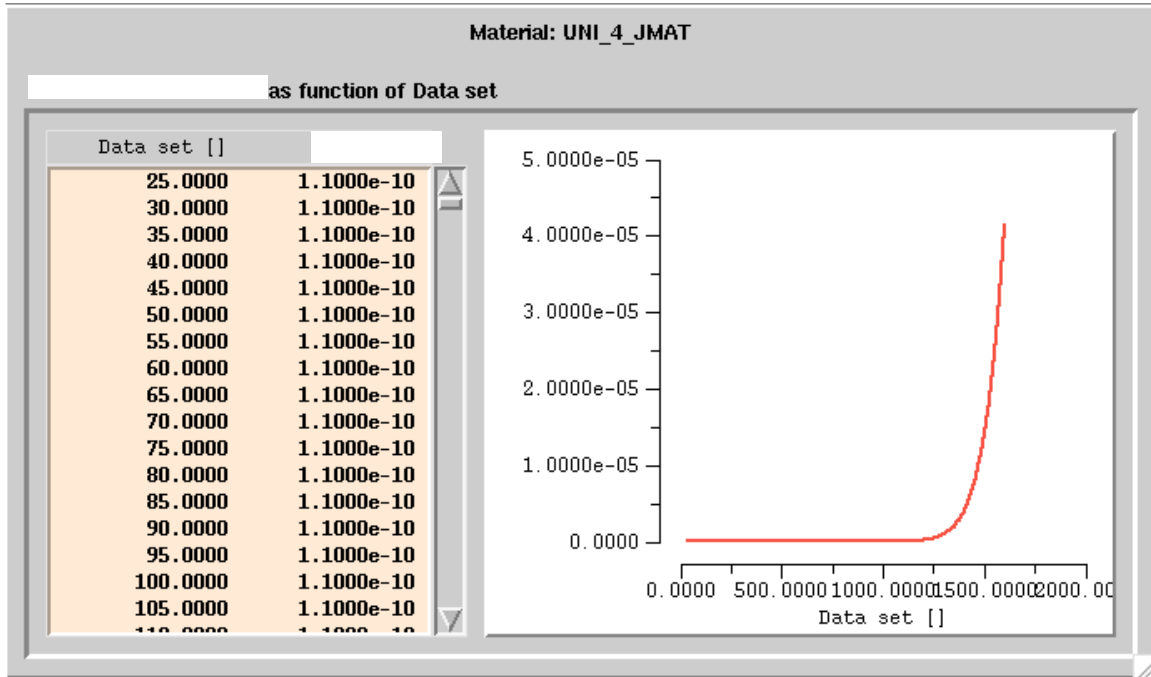 Material: UNI_4_JMAT
as function of Data set
Data set []
25.0000 1.1000e-10
30.0000 1.1000e-10
35.0000 1.1000e-10
40.0000 1.1000e-10
45.0000 1.1000e-10
50.0000 1.1000e-10
55.0000 1.1000e-10
60.0000 1.1000e-10
65.0000 1.1000e-10
70.0000 1.1000e-10
75.0000 1.1000e-10
80.0000 1.1000e-10
85.0000 1.1000e-10
90.0000 1.1000e-10
95.0000 1.1000e-10
100.0000 1.1000e-10
105.0000 1.1000e-10
5.0000e-05
4.0000e-05
3.0000e-05
2.0000e-05
1.0000e-05
0.0000
0.0000 500.0000 1000.0000 1500.0000 2000.00
Data set []